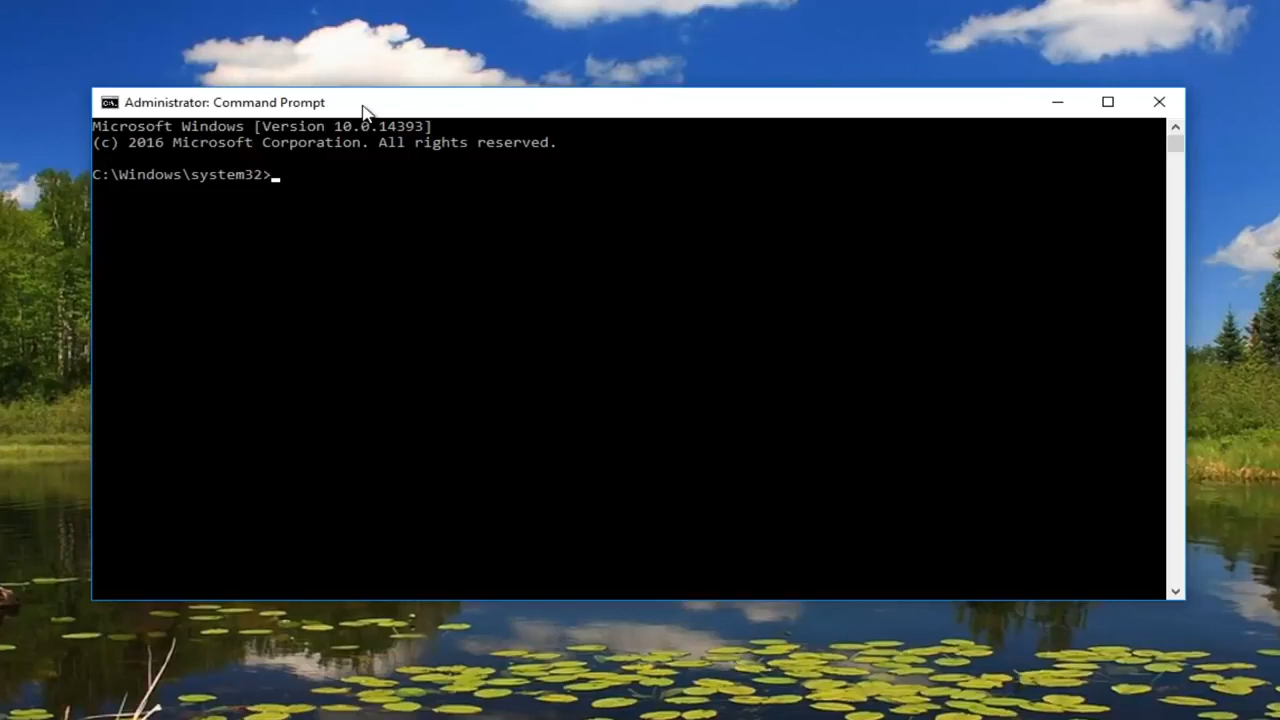 Administrator: Command Prompt
Microsoft Windows [Version 10.0.14393]
(c) 2016 Microsoft Corporation. All rights reserved.
C:\Windows\system32>